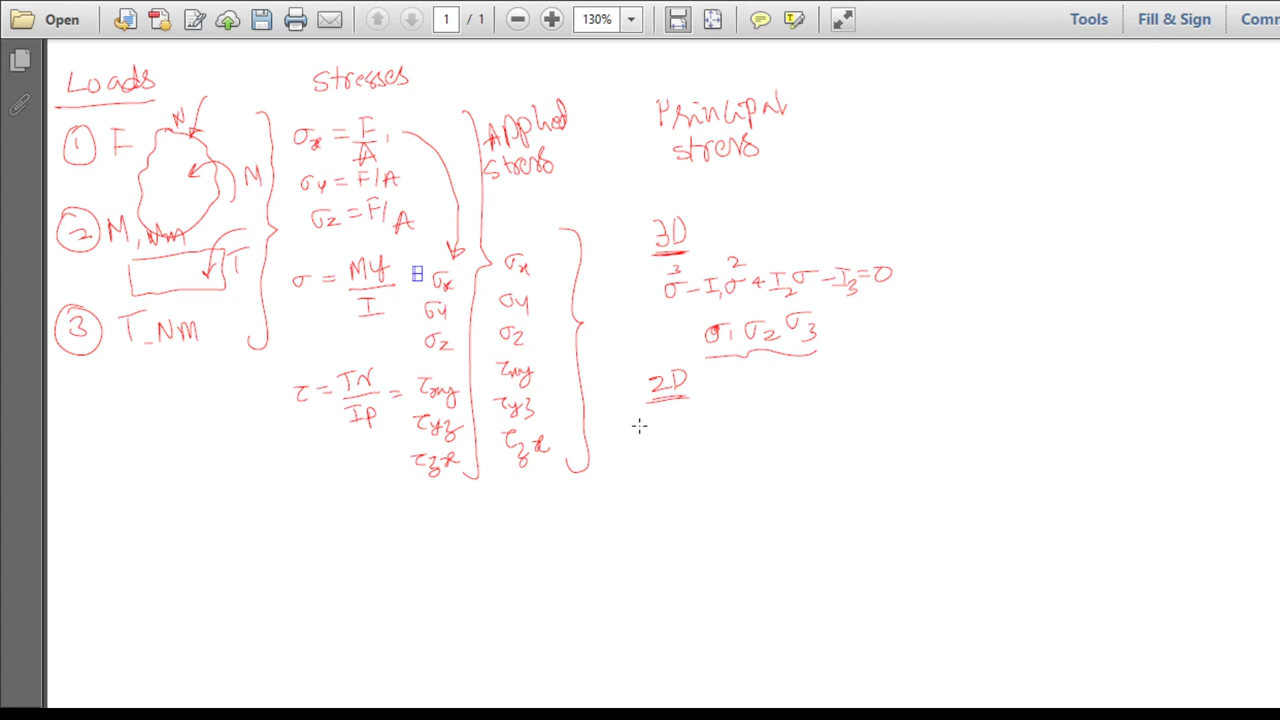 Open
1 / 1
130%
Tools
Fill & Sign
Comm
Loads
① F
N
M
② M, Nm
T
③ T_Nm
Stresses
σx = F/A,
σy = F/A
σz = F/A
σ = My/I
σx
σy
σz
τ = Tr/Ip = τxy
τyz
τzx
Applied
stress
σx
σy
σz
τxy
τyz
τzx
Principal
stress
3D
σ³ - I₁σ² + I₂σ - I₃ = 0
σ1 σ2 σ3
2D